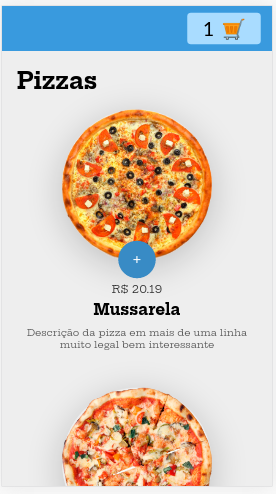 1
Pizzas
+
R$ 20.19
Mussarela
Descrição da pizza em mais de uma linha
muito legal bem interessante